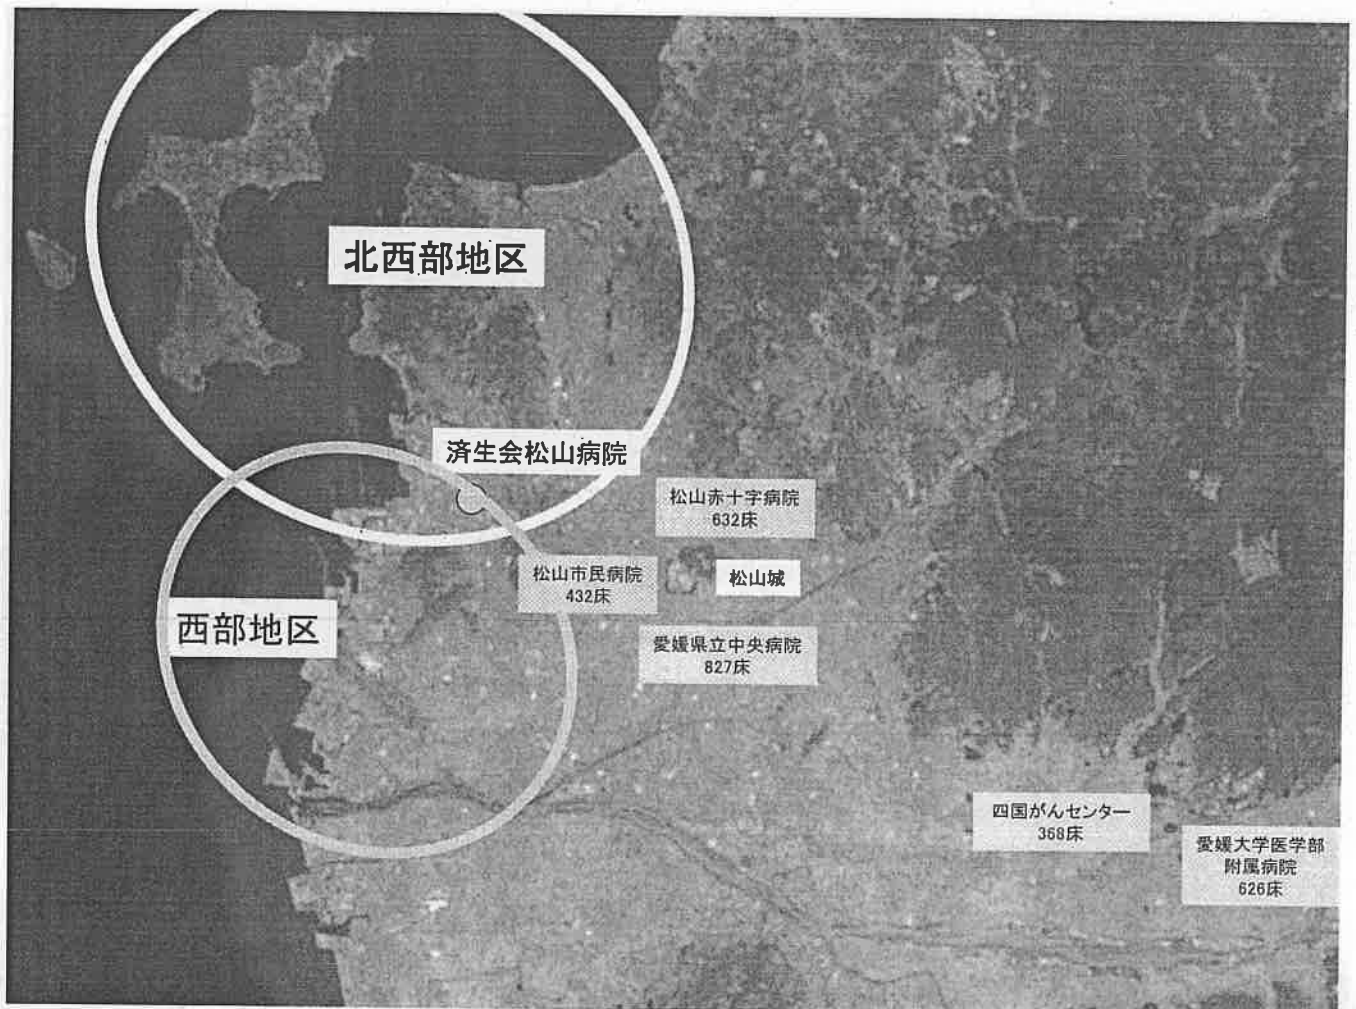 北西部地区
済生会松山病院
松山赤十字病院
632床
松山市民病院
432床
松山城
西部地区
愛媛県立中央病院
827床
四国がんセンター
368床
愛媛大学医学部
附属病院
626床